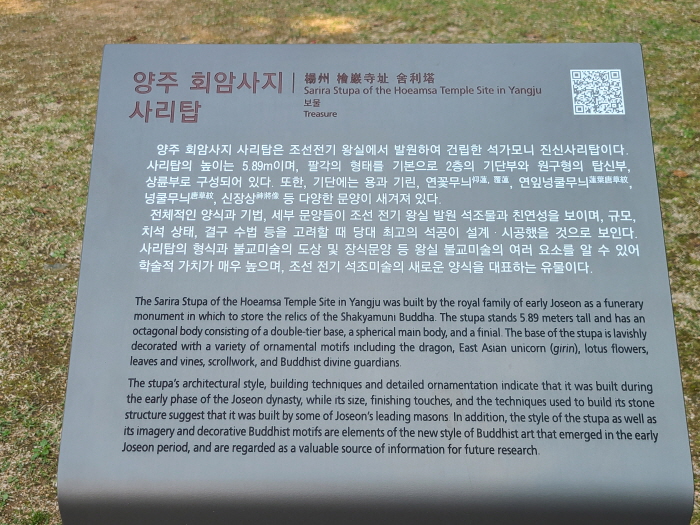 양주 회암사지
사리탑
楊州 檜巖寺址 舍利塔
Sarira Stupa of the Hoeamsa Temple Site in Yangju
보물
Treasure
양주 회암사지 사리탑은 조선전기 왕실에서 발원하여 건립한 석가모니 진신사리탑이다.
사리탑의 높이는 5.89m이며, 팔각의 형태를 기본으로 2층의 기단부와 원구형의 탑신부,
상륜부로 구성되어 있다. 또한, 기단에는 용과 기린, 연꽃무늬仰蓮, 覆蓮, 연잎넝쿨무늬蓮葉唐草紋,
넝쿨무늬唐草紋, 신장상神將像 등 다양한 문양이 새겨져 있다.
전체적인 양식과 기법, 세부 문양들이 조선 전기 왕실 발원 석조물과 친연성을 보이며, 규모,
치석 상태, 결구 수법 등을 고려할 때 당대 최고의 석공이 설계 · 시공했을 것으로 보인다.
사리탑의 형식과 불교미술의 도상 및 장식문양 등 왕실 불교미술의 여러 요소를 알 수 있어
학술적 가치가 매우 높으며, 조선 전기 석조미술의 새로운 양식을 대표하는 유물이다.
The Sarira Stupa of the Hoeamsa Temple Site in Yangju was built by the royal family of early Joseon as a funerary
monument in which to store the relics of the Shakyamuni Buddha. The stupa stands 5.89 meters tall and has an
octagonal body consisting of a double-tier base, a spherical main body, and a finial. The base of the stupa is lavishly
decorated with a variety of ornamental motifs including the dragon, East Asian unicorn (girin), lotus flowers,
leaves and vines, scrollwork, and Buddhist divine guardians.
The stupa's architectural style, building techniques and detailed ornamentation indicate that it was built during
the early phase of the Joseon dynasty, while its size, finishing touches, and the techniques used to build its stone
structure suggest that it was built by some of Joseon's leading masons. In addition, the style of the stupa as well as
its imagery and decorative Buddhist motifs are elements of the new style of Buddhist art that emerged in the early
Joseon period, and are regarded as a valuable source of information for future research.